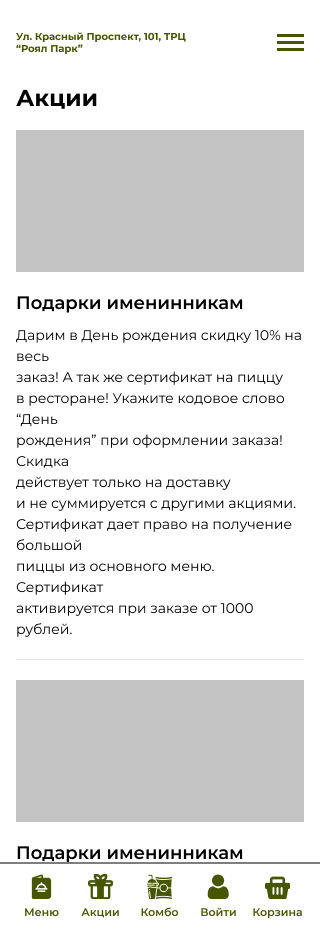 Ул. Красный Проспект, 101, ТРЦ
“Роял Парк”
Акции
Подарки именинникам
Дарим в День рождения скидку 10% на
весь
заказ! А так же сертификат на пиццу
в ресторане! Укажите кодовое слово
“День
рождения” при оформлении заказа!
Скидка
действует только на доставку
и не суммируется с другими акциями.
Сертификат дает право на получение
большой
пиццы из основного меню.
Сертификат
активируется при заказе от 1000
рублей.
Подарки именинникам
Меню Акции Комбо Войти Корзина